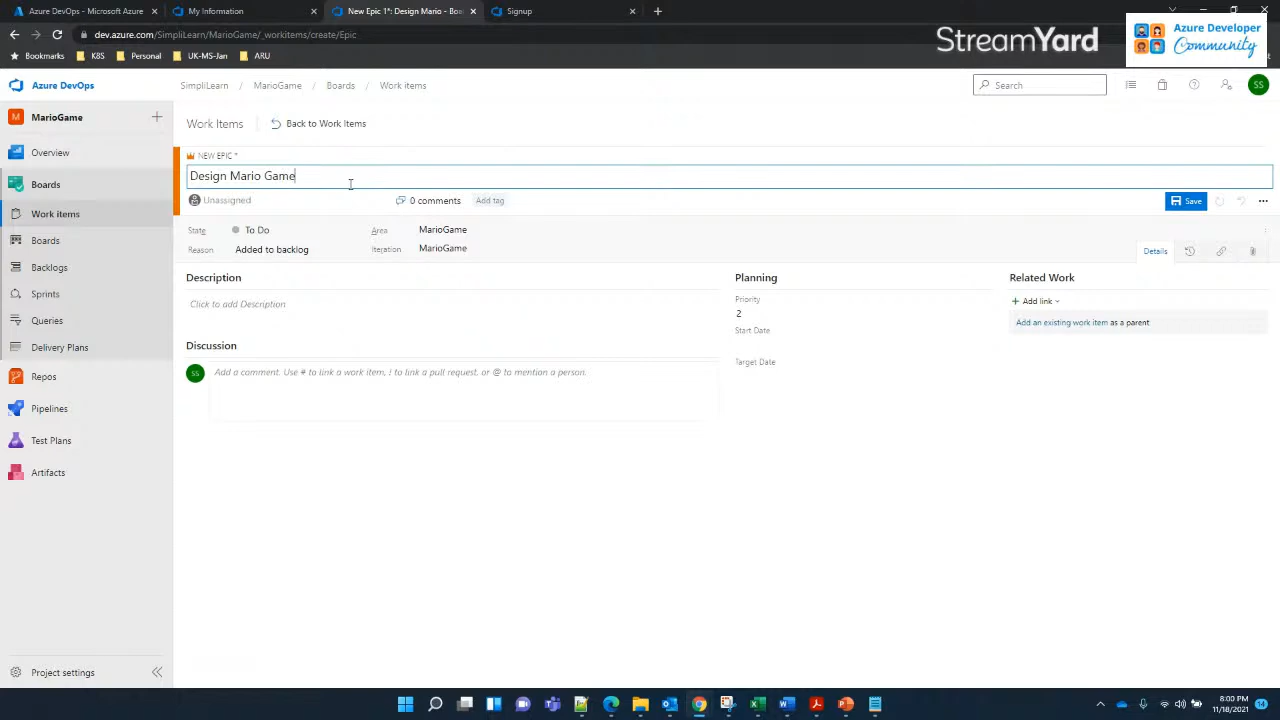 Azure DevOps - Microsoft Azure
My Information
New Epic 1*: Design Mario - Boa
Signup
dev.azure.com/SimpliLearn/MarioGame/_workitems/create/Epic
Bookmarks
K8S
Personal
UK-MS-Jan
ARU
StreamYard
Azure Developer
Community
Azure DevOps
SimpliLearn / MarioGame / Boards / Work items
Search
SS
MarioGame
Overview
Boards
Work items
Boards
Backlogs
Sprints
Queries
Delivery Plans
Repos
Pipelines
Test Plans
Artifacts
Project settings
Work Items
Back to Work Items
NEW EPIC *
Design Mario Game
Unassigned
0 comments
Add tag
Save
State
To Do
Area
MarioGame
Reason
Added to backlog
Iteration
MarioGame
Details
Description
Click to add Description
Discussion
SS
Add a comment. Use # to link a work item, ! to link a pull request, or @ to mention a person.
Planning
Priority
2
Start Date
Target Date
Related Work
+ Add link
Add an existing work item as a parent
8:00 PM
11/18/2021
14